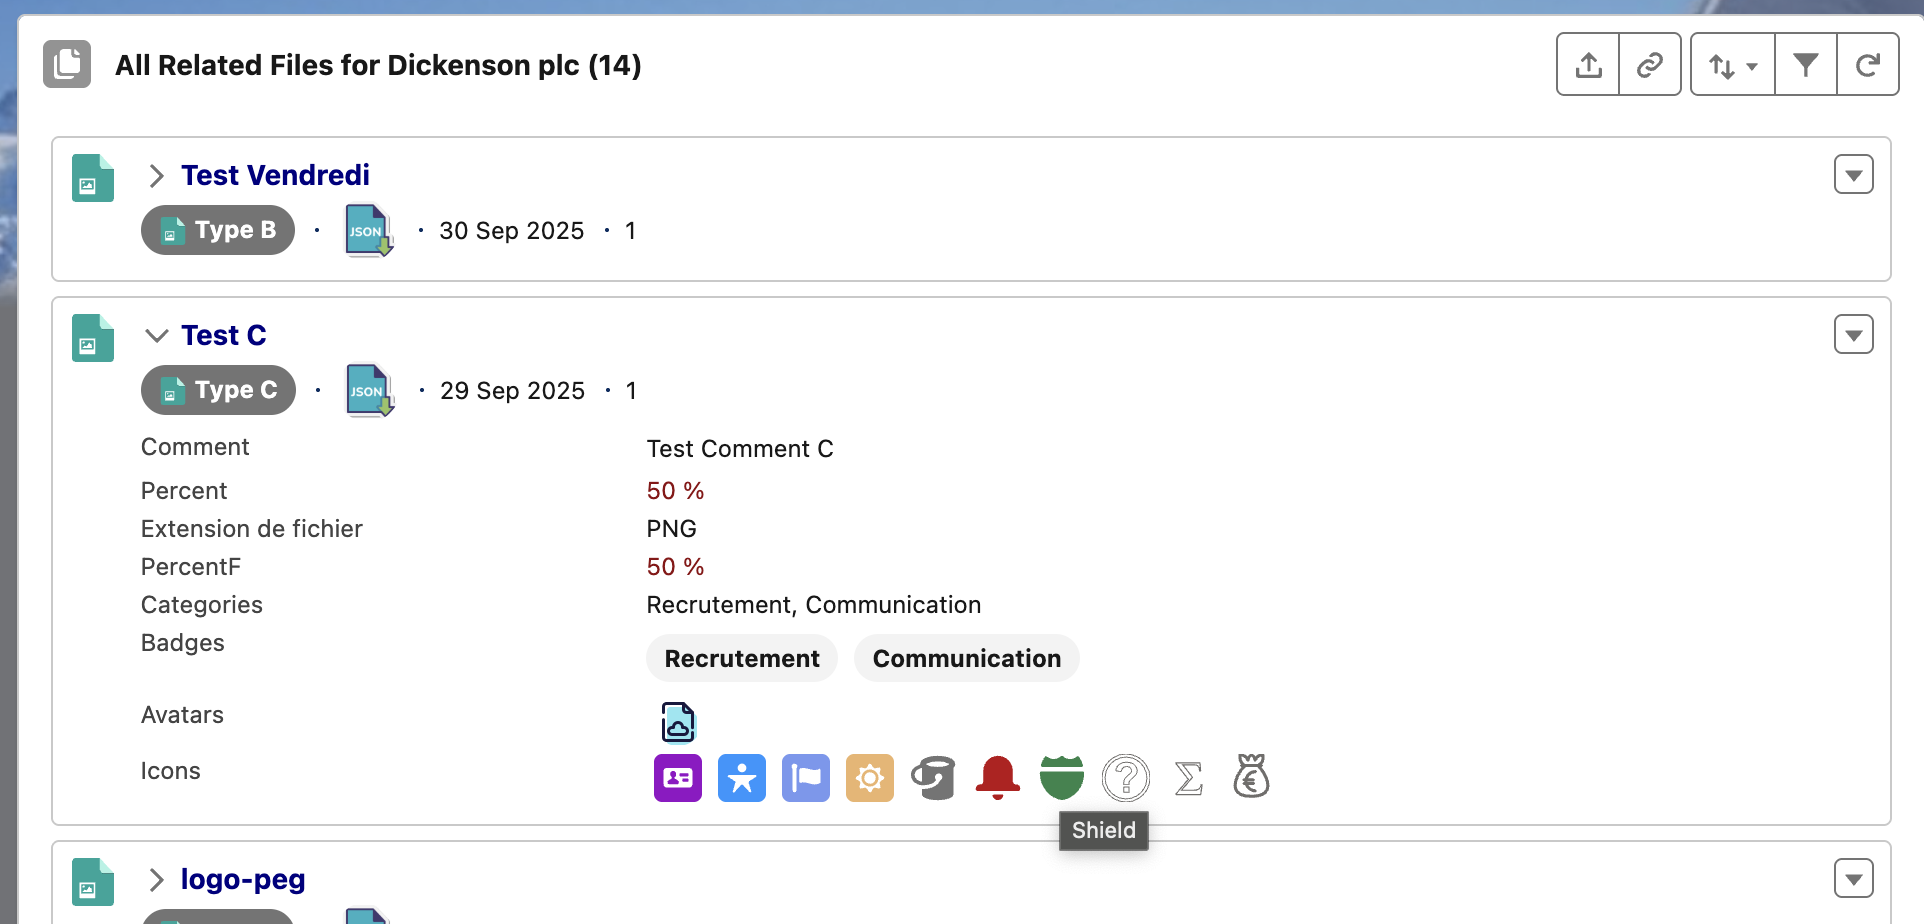 All Related Files for Dickenson plc (14)
Test Vendredi
Type B · JSON · 30 Sep 2025 · 1
Test C
Type C · JSON · 29 Sep 2025 · 1
Comment Test Comment C
Percent 50 %
Extension de fichier PNG
PercentF 50 %
Categories Recrutement, Communication
Badges Recrutement Communication
Avatars
Icons
Shield
logo-peg